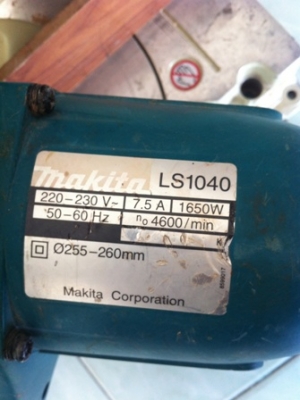 makita LS1040
220-230 V~ 7.5 A 1650W
50-60 Hz n₀ 4600/min
Ø255-260mm
Makita Corporation